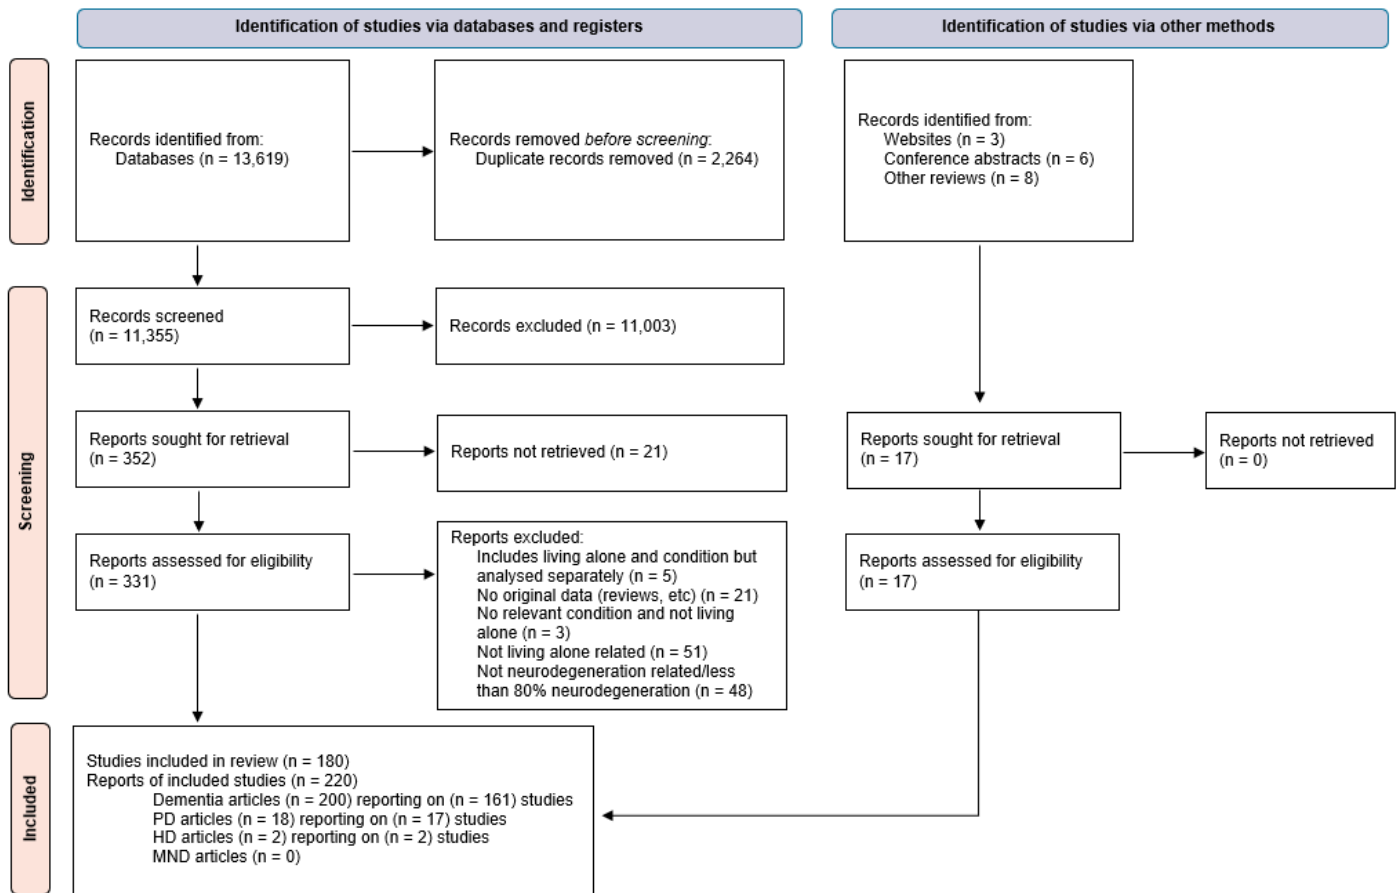 Identification of studies via databases and registers
Identification of studies via other methods
Identification
Records identified from:
Databases (n = 13,619)
Records removed before screening:
Duplicate records removed (n = 2,264)
Records identified from:
Websites (n = 3)
Conference abstracts (n = 6)
Other reviews (n = 8)
Screening
Records screened
(n = 11,355)
Records excluded (n = 11,003)
Reports sought for retrieval
(n = 352)
Reports not retrieved (n = 21)
Reports sought for retrieval
(n = 17)
Reports not retrieved
(n = 0)
Reports assessed for eligibility
(n = 331)
Reports excluded:
Includes living alone and condition but
analysed separately (n = 5)
No original data (reviews, etc) (n = 21)
No relevant condition and not living
alone (n = 3)
Not living alone related (n = 51)
Not neurodegeneration related/less
than 80% neurodegeneration (n = 48)
Reports assessed for eligibility
(n = 17)
Included
Studies included in review (n = 180)
Reports of included studies (n = 220)
Dementia articles (n = 200) reporting on (n = 161) studies
PD articles (n = 18) reporting on (n = 17) studies
HD articles (n = 2) reporting on (n = 2) studies
MND articles (n = 0)